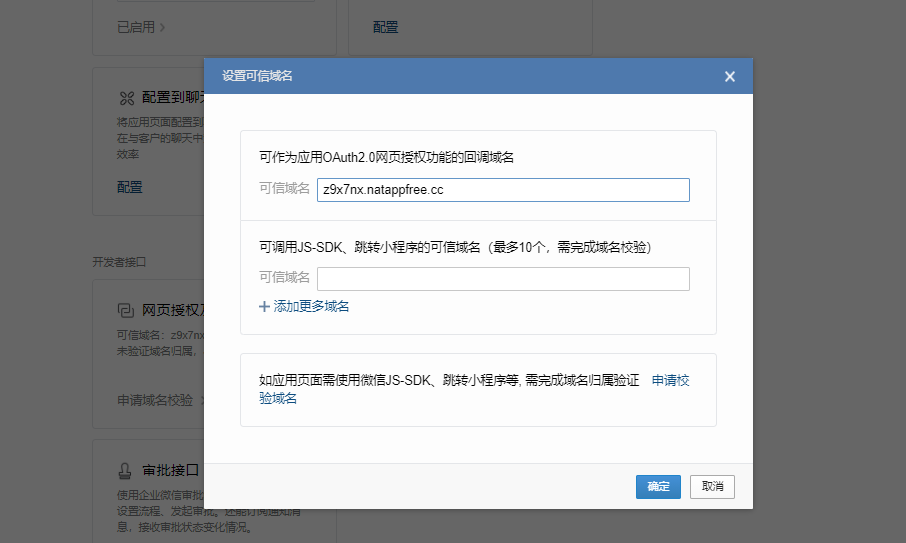 已启用 >
配置
设置可信域名
配置到聊天
将应用页面配置到
在与客户的聊天中
效率
配置
可作为应用OAuth2.0网页授权功能的回调域名
可信域名 z9x7nx.natappfree.cc
可调用JS-SDK、跳转小程序的可信域名（最多10个，需完成域名校验）
可信域名
+ 添加更多域名
开发者接口
网页授权及
可信域名：z9x7nx
未验证域名归属，
申请域名校验
如应用页面需使用微信JS-SDK、跳转小程序等, 需完成域名归属验证 申请校
验域名
审批接口
使用企业微信审批
设置流程、发起审批。还能订阅通知消
息，接收审批状态变化情况。
确定
取消